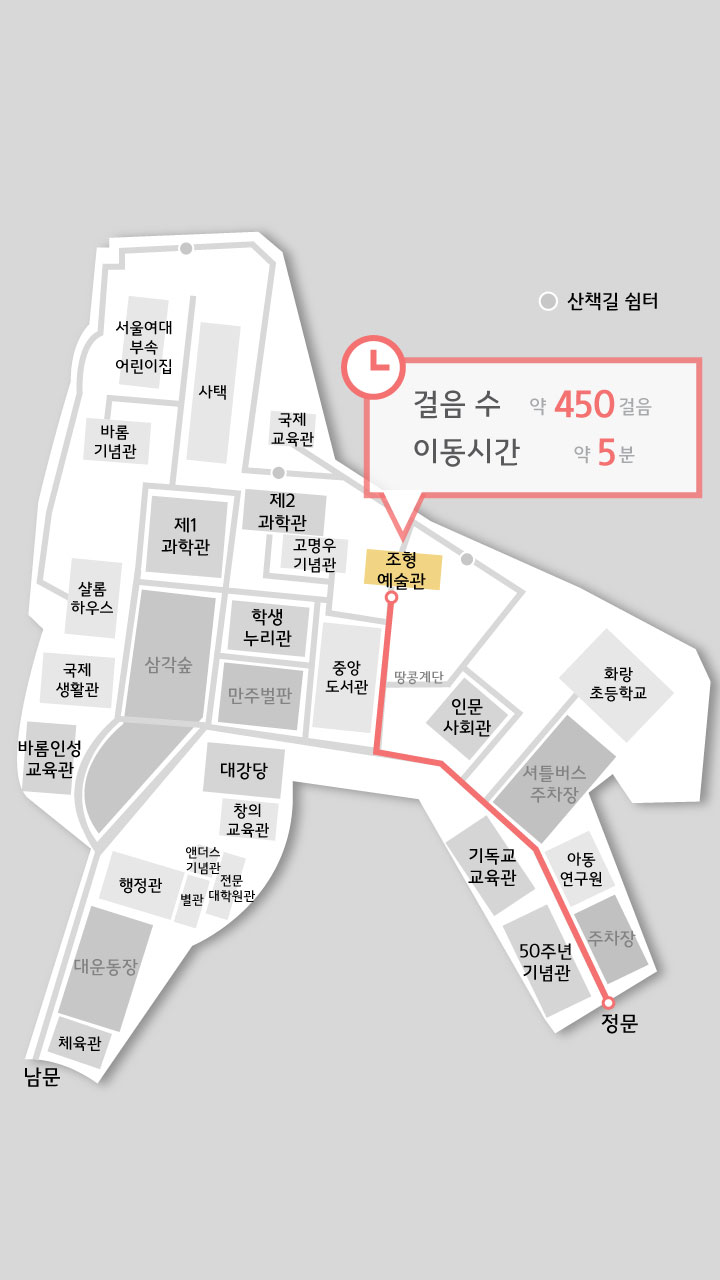 산책길 쉼터
서울여대
부속
어린이집
사택
걸음 수 약 450 걸음
이동시간 약 5분
국제
교육관
바롬
기념관
제2
과학관
제1
과학관
고명우
기념관
조형
예술관
샬롬
하우스
학생
누리관
삼각숲
중앙
도서관
땅콩계단
국제
생활관
만주벌판
인문
사회관
화랑
초등학교
바롬인성
교육관
대강당
셔틀버스
주차장
창의
교육관
앤더스
기념관
기독교
교육관
아동
연구원
행정관
별관
전문
대학원관
50주년
기념관
주차장
대운동장
체육관
정문
남문